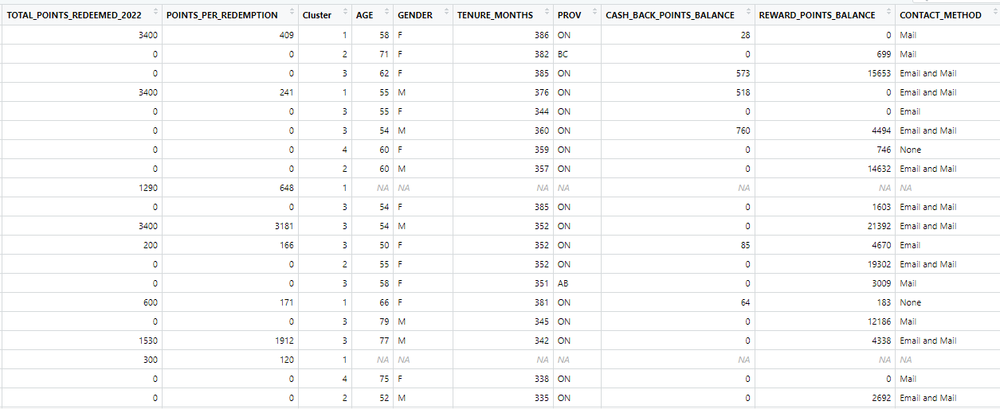 TOTAL_POINTS_REDEEMED_2022 POINTS_PER_REDEMPTION Cluster AGE GENDER TENURE_MONTHS PROV CASH_BACK_POINTS_BALANCE REWARD_POINTS_BALANCE CONTACT_METHOD
3400 409 1 58 F 386 ON 28 0 Mail
0 0 2 71 F 382 BC 0 699 Mail
0 0 3 62 F 385 ON 573 15653 Email and Mail
3400 241 1 55 M 376 ON 518 0 Email and Mail
0 0 3 55 F 344 ON 0 0 Email
0 0 3 54 M 360 ON 760 4494 Email and Mail
0 0 4 60 F 359 ON 0 746 None
0 0 2 60 M 357 ON 0 14632 Email and Mail
1290 648 1 NA NA NA NA NA NA NA
0 0 3 54 F 385 ON 0 1603 Email and Mail
3400 3181 3 54 M 352 ON 0 21392 Email and Mail
200 166 3 50 F 352 ON 85 4670 Email
0 0 2 55 F 352 ON 0 19302 Email and Mail
0 0 3 58 F 351 AB 0 3009 Mail
600 171 1 66 F 381 ON 64 183 None
0 0 3 79 M 345 ON 0 12186 Mail
1530 1912 3 77 M 342 ON 0 4338 Email and Mail
300 120 1 NA NA NA NA NA NA NA
0 0 4 75 F 338 ON 0 0 Mail
0 0 2 52 M 335 ON 0 2692 Email and Mail